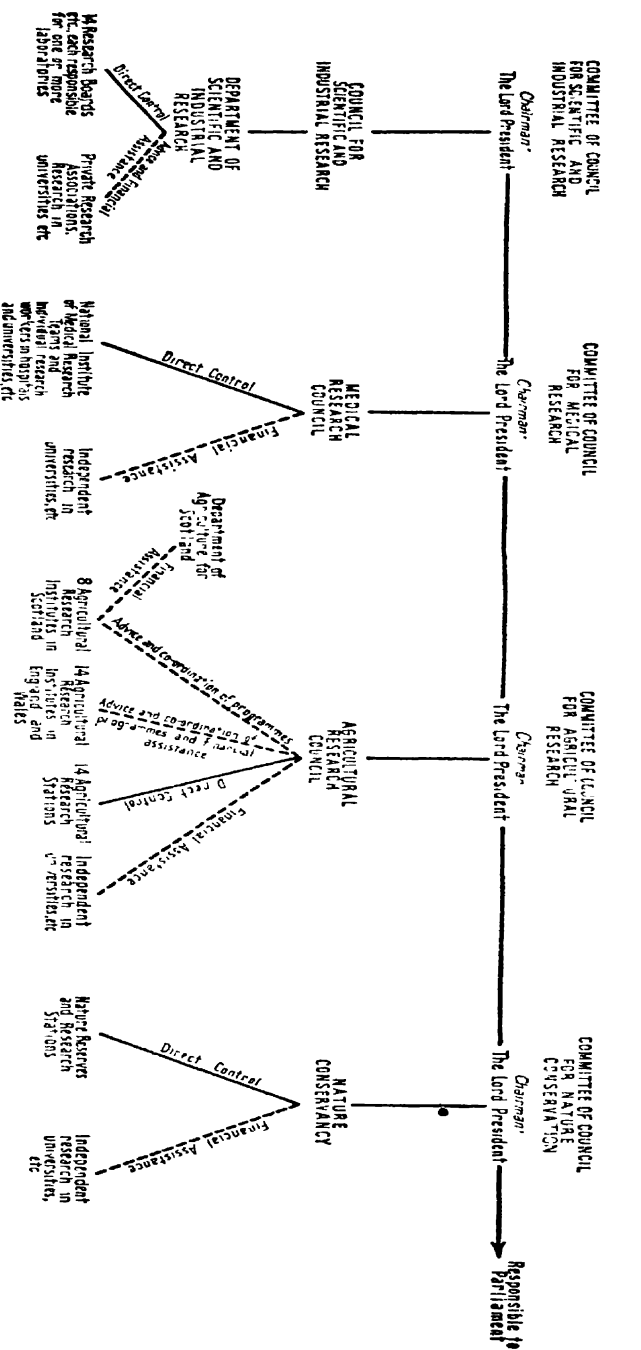 COMMITTEE OF COUNCIL
FOR SCIENTIFIC AND
INDUSTRIAL RESEARCH
Chairman
The Lord President
COUNCIL FOR
SCIENTIFIC AND
INDUSTRIAL RESEARCH
DEPARTMENT OF
SCIENTIFIC AND
INDUSTRIAL
RESEARCH
Direct Control
Advice and Financial
Assistance
14 Research Boards
etc, each responsible
for one or more
laboratories
Private Research
Associations.
Research in
universities etc
COMMITTEE OF COUNCIL
FOR MEDICAL
RESEARCH
Chairman
The Lord President
MEDICAL
RESEARCH
COUNCIL
Direct Control
Financial Assistance
National Institute
of Medical Research
Teams and
individual research
workers in hospitals
and universities, etc
Independent
research in
universities, etc
COMMITTEE OF COUNCIL
FOR AGRICULTURAL
RESEARCH
Chairman
The Lord President
AGRICULTURAL
RESEARCH
COUNCIL
Department of
Agriculture for
Scotland
Financial
Assistance
Advice and co-ordination of programmes
Advice and co-ordination of
programmes and financial
assistance
Direct Control
Financial Assistance
8 Agricultural
Research
Institutes in
Scotland
14 Agricultural
Research
Institutes in
England and
Wales
14 Agricultural
Research
Stations
Independent
research in
universities, etc
COMMITTEE OF COUNCIL
FOR NATURE
CONSERVATION
Chairman
The Lord President
NATURE
CONSERVANCY
Direct Control
Financial Assistance
Nature Reserves
and Research
Stations
Independent
research in
universities,
etc
Responsible to
Parliament